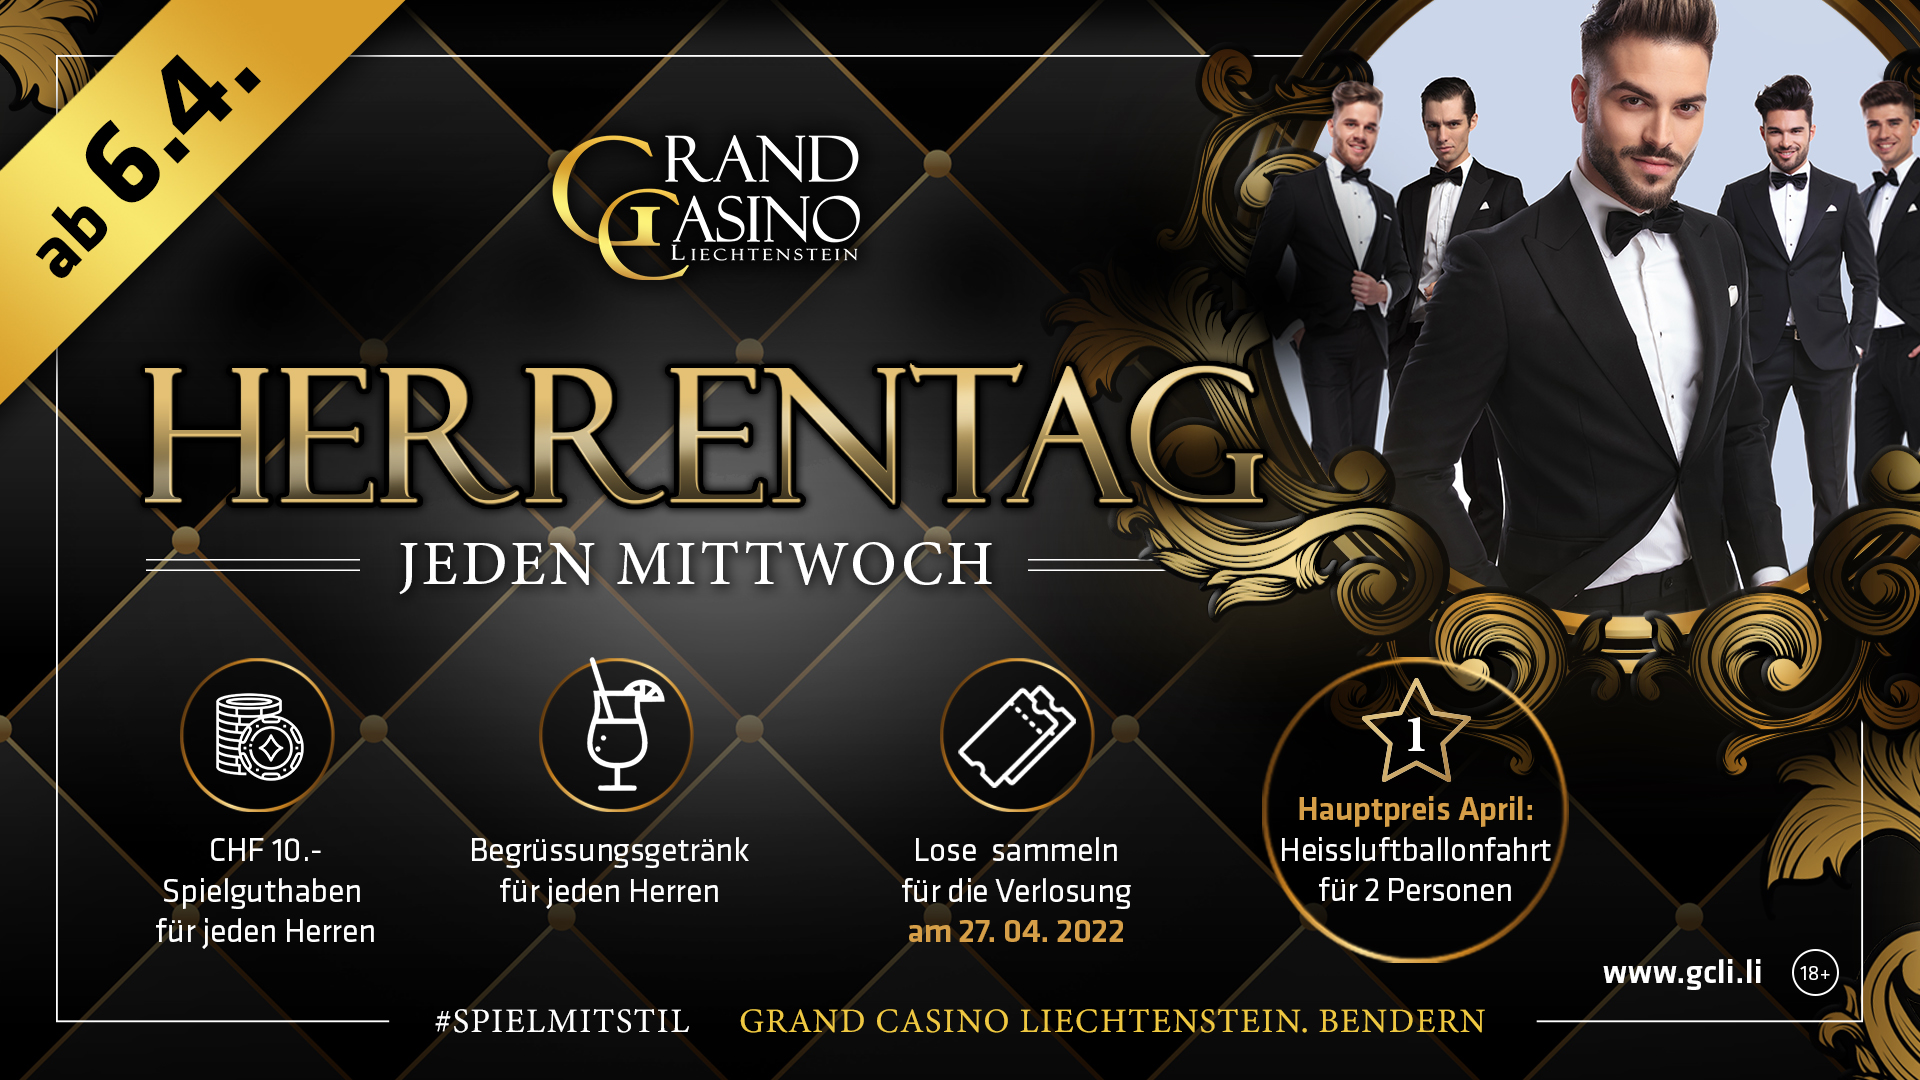 ab 6.4.
GRAND
CASINO
LIECHTENSTEIN
HERRENTAG
JEDEN MITTWOCH
CHF 10.-
Spielguthaben
für jeden Herren
Begrüssungsgetränk
für jeden Herren
Lose sammeln
für die Verlosung
am 27. 04. 2022
1
Hauptpreis April:
Heissluftballonfahrt
für 2 Personen
www.gcli.li
18+
#SPIELMITSTIL
GRAND CASINO LIECHTENSTEIN. BENDERN